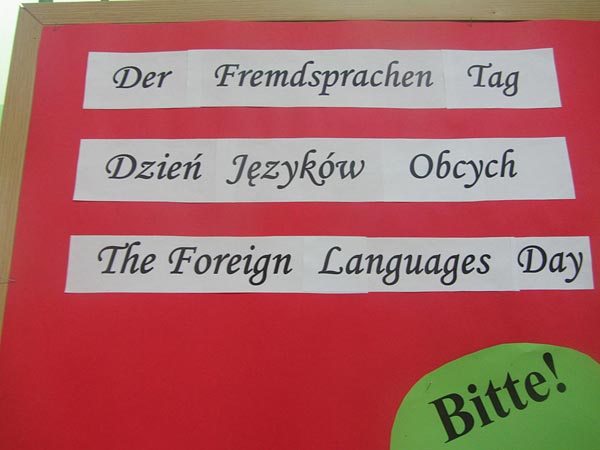 Der Fremdsprachen Tag
Dzień Języków Obcych
The Foreign Languages Day
Bitte!